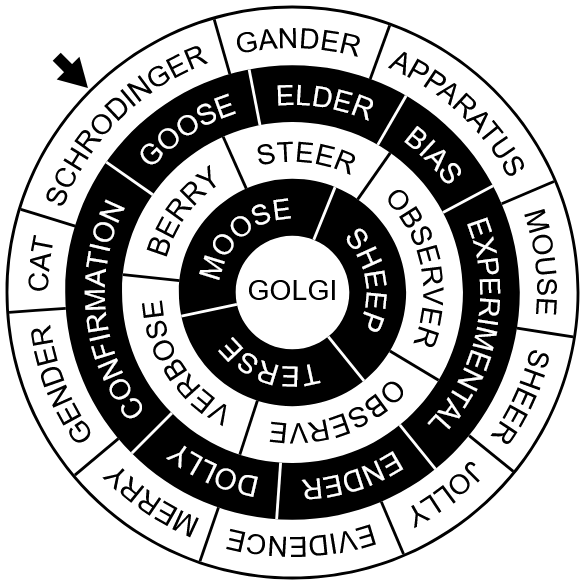 SCHRODINGER
GANDER
APPARATUS
MOUSE
SHEER
JOLLY
EVIDENCE
MERRY
GENDER
CAT
GOOSE
ELDER
BIAS
EXPERIMENTAL
ENDER
DOLLY
CONFIRMATION
BERRY
STEER
OBSERVER
OBSERVE
VERBOSE
MOOSE
SHEEP
TERSE
GOLGI